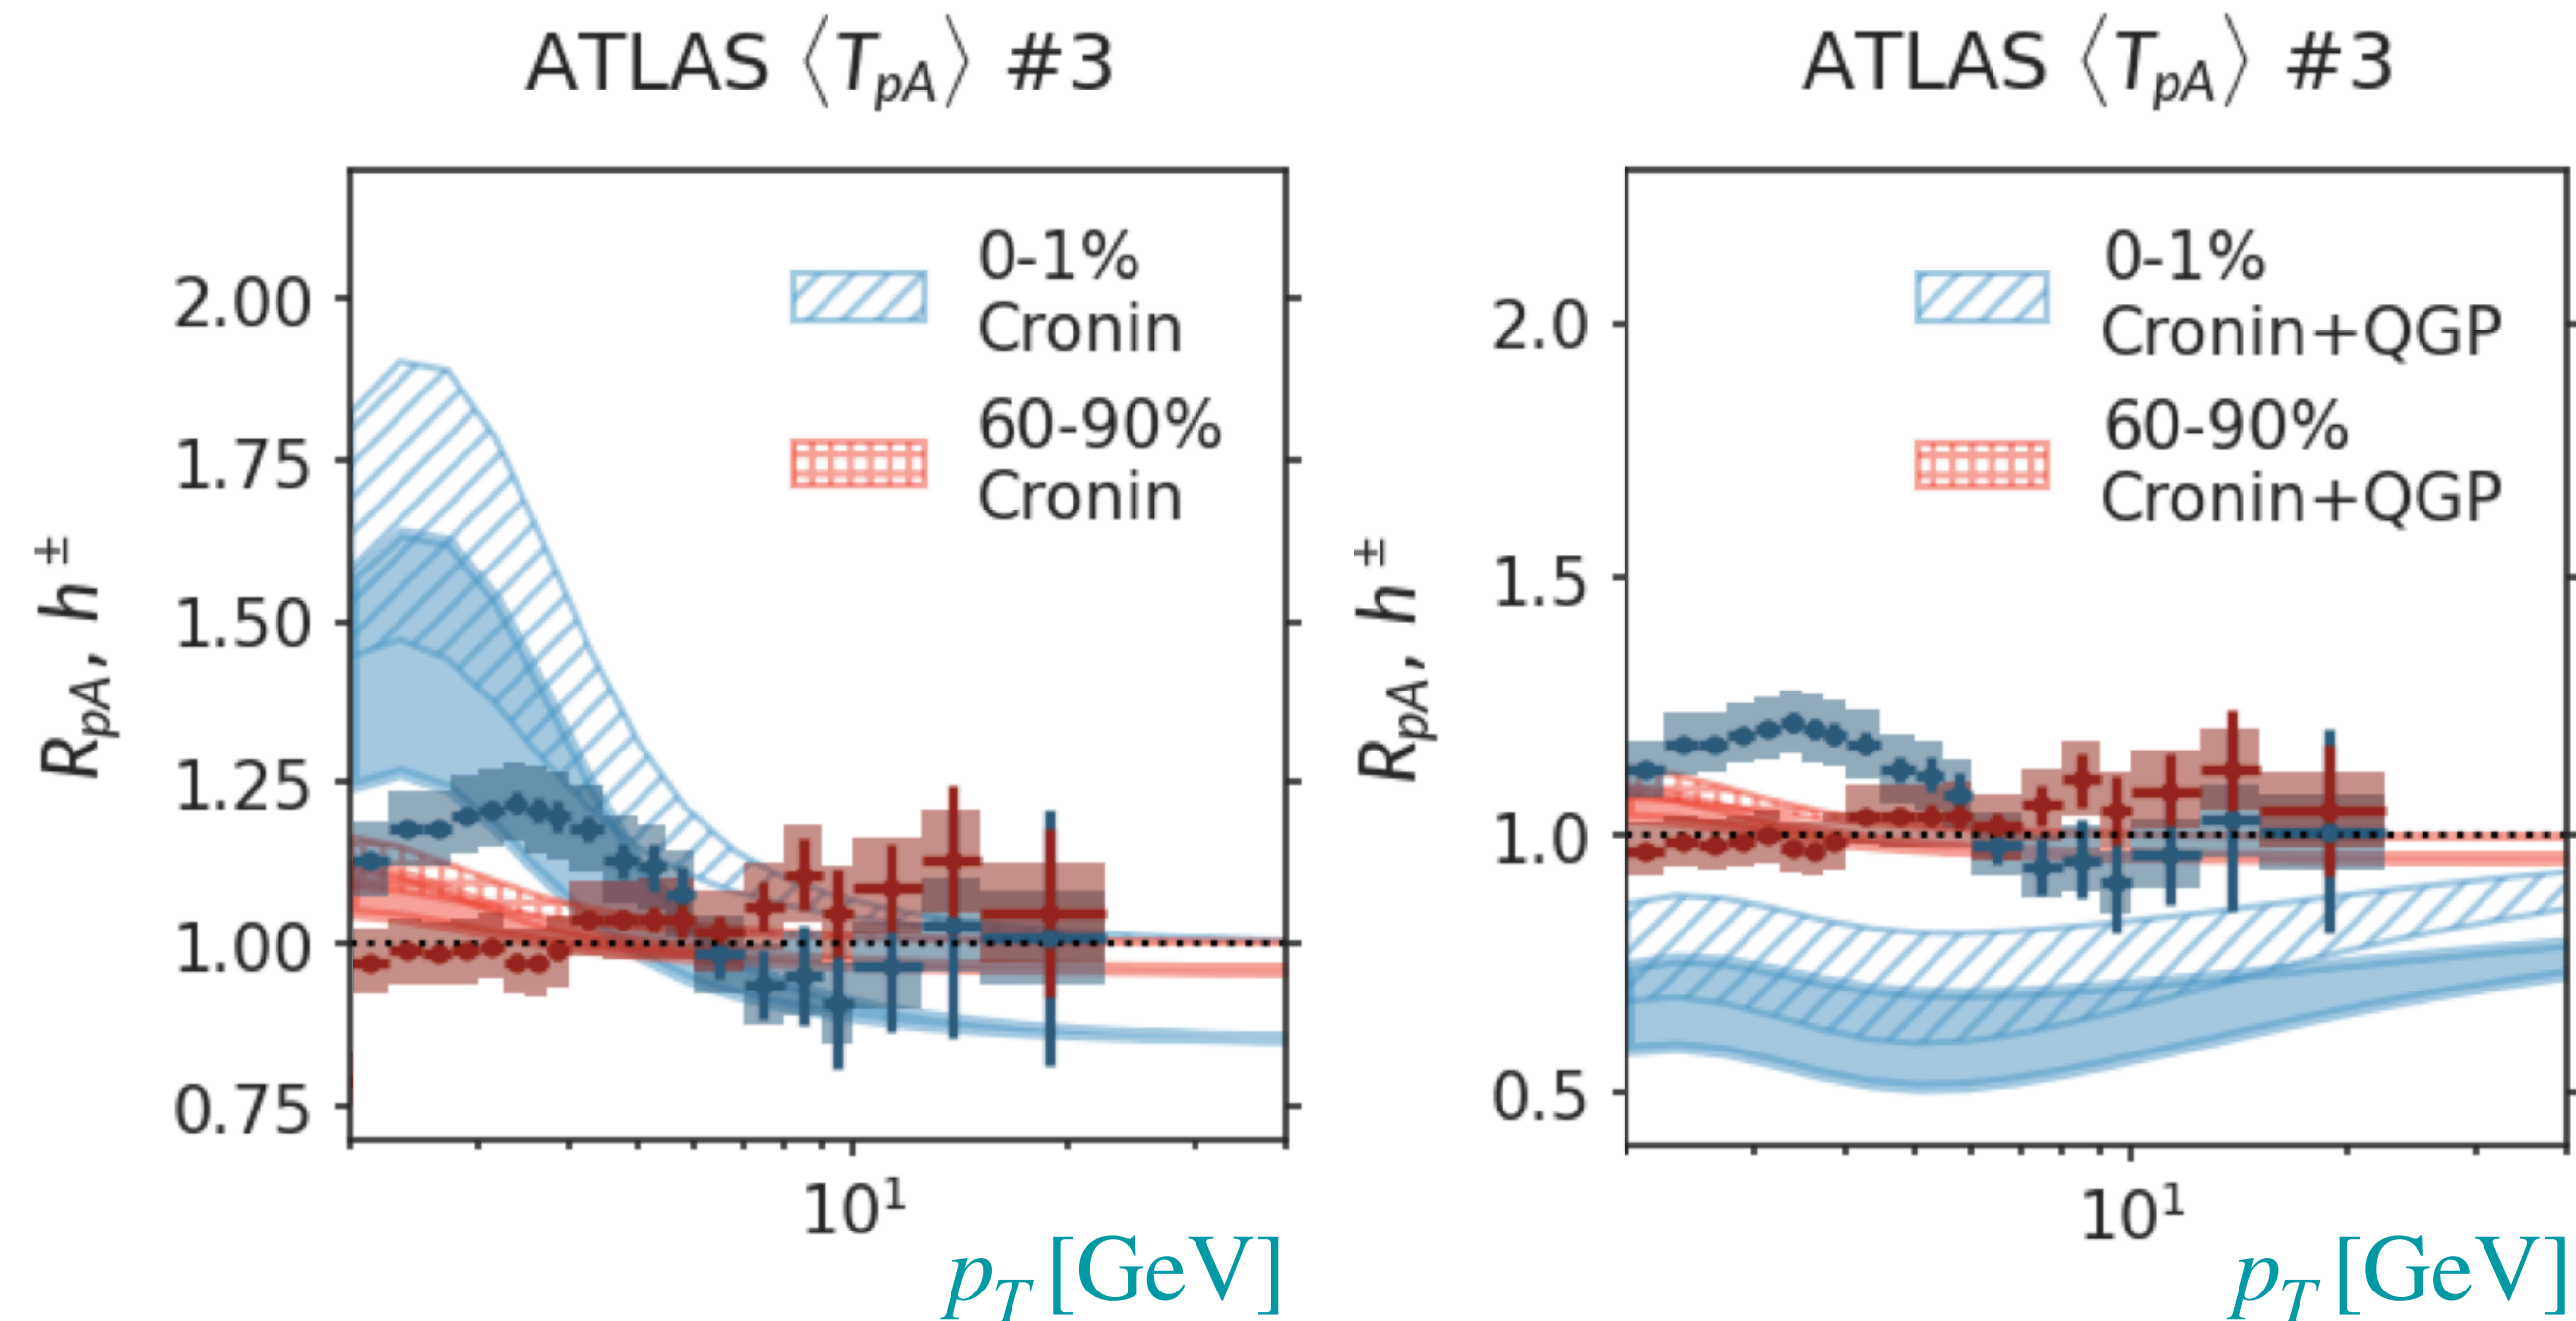 ATLAS ⟨T_pA⟩ #3
R_pA, h^±
2.00
1.75
1.50
1.25
1.00
0.75
0-1%
Cronin
60-90%
Cronin
10^1
p_T [GeV]
ATLAS ⟨T_pA⟩ #3
R_pA, h^±
2.0
1.5
1.0
0.5
0-1%
Cronin+QGP
60-90%
Cronin+QGP
10^1
p_T [GeV]